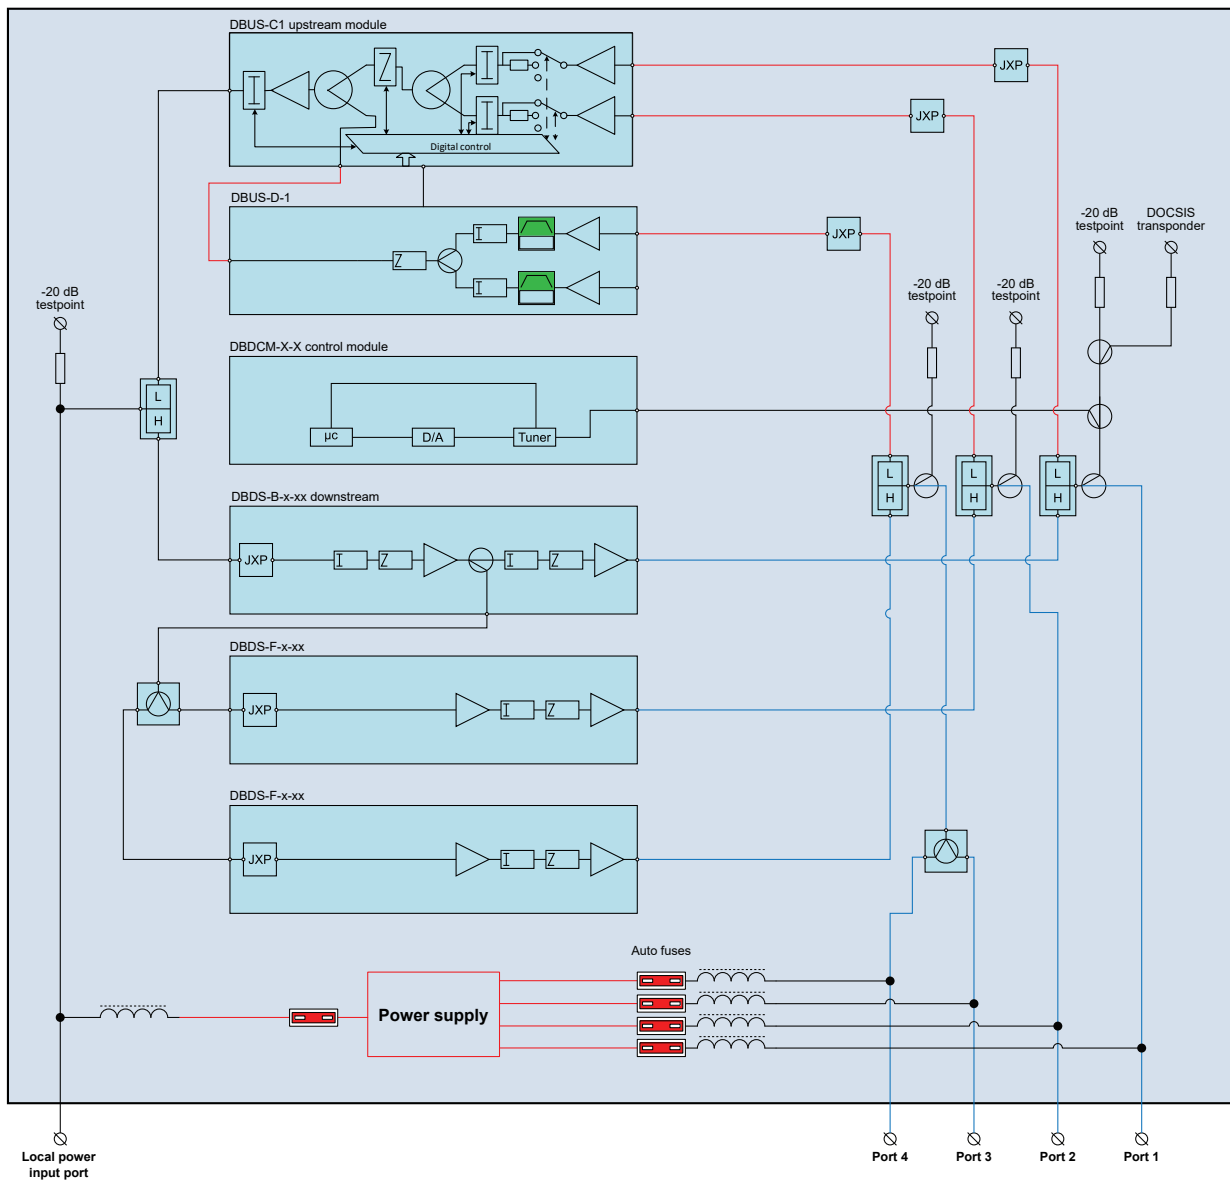 DBUS-C1 upstream module
Digital control
JXP
JXP
DBUS-D-1
I
Z
I
JXP
-20 dB
testpoint
DOCSIS
transponder
-20 dB
testpoint
-20 dB
testpoint
-20 dB
testpoint
DBDCM-X-X control module
µc
D/A
Tuner
L
H
L
H
L
H
L
H
DBDS-B-x-xx downstream
JXP
I
Z
I
Z
DBDS-F-x-xx
JXP
I
Z
DBDS-F-x-xx
JXP
I
Z
Auto fuses
Power supply
Local power
input port
Port 4
Port 3
Port 2
Port 1